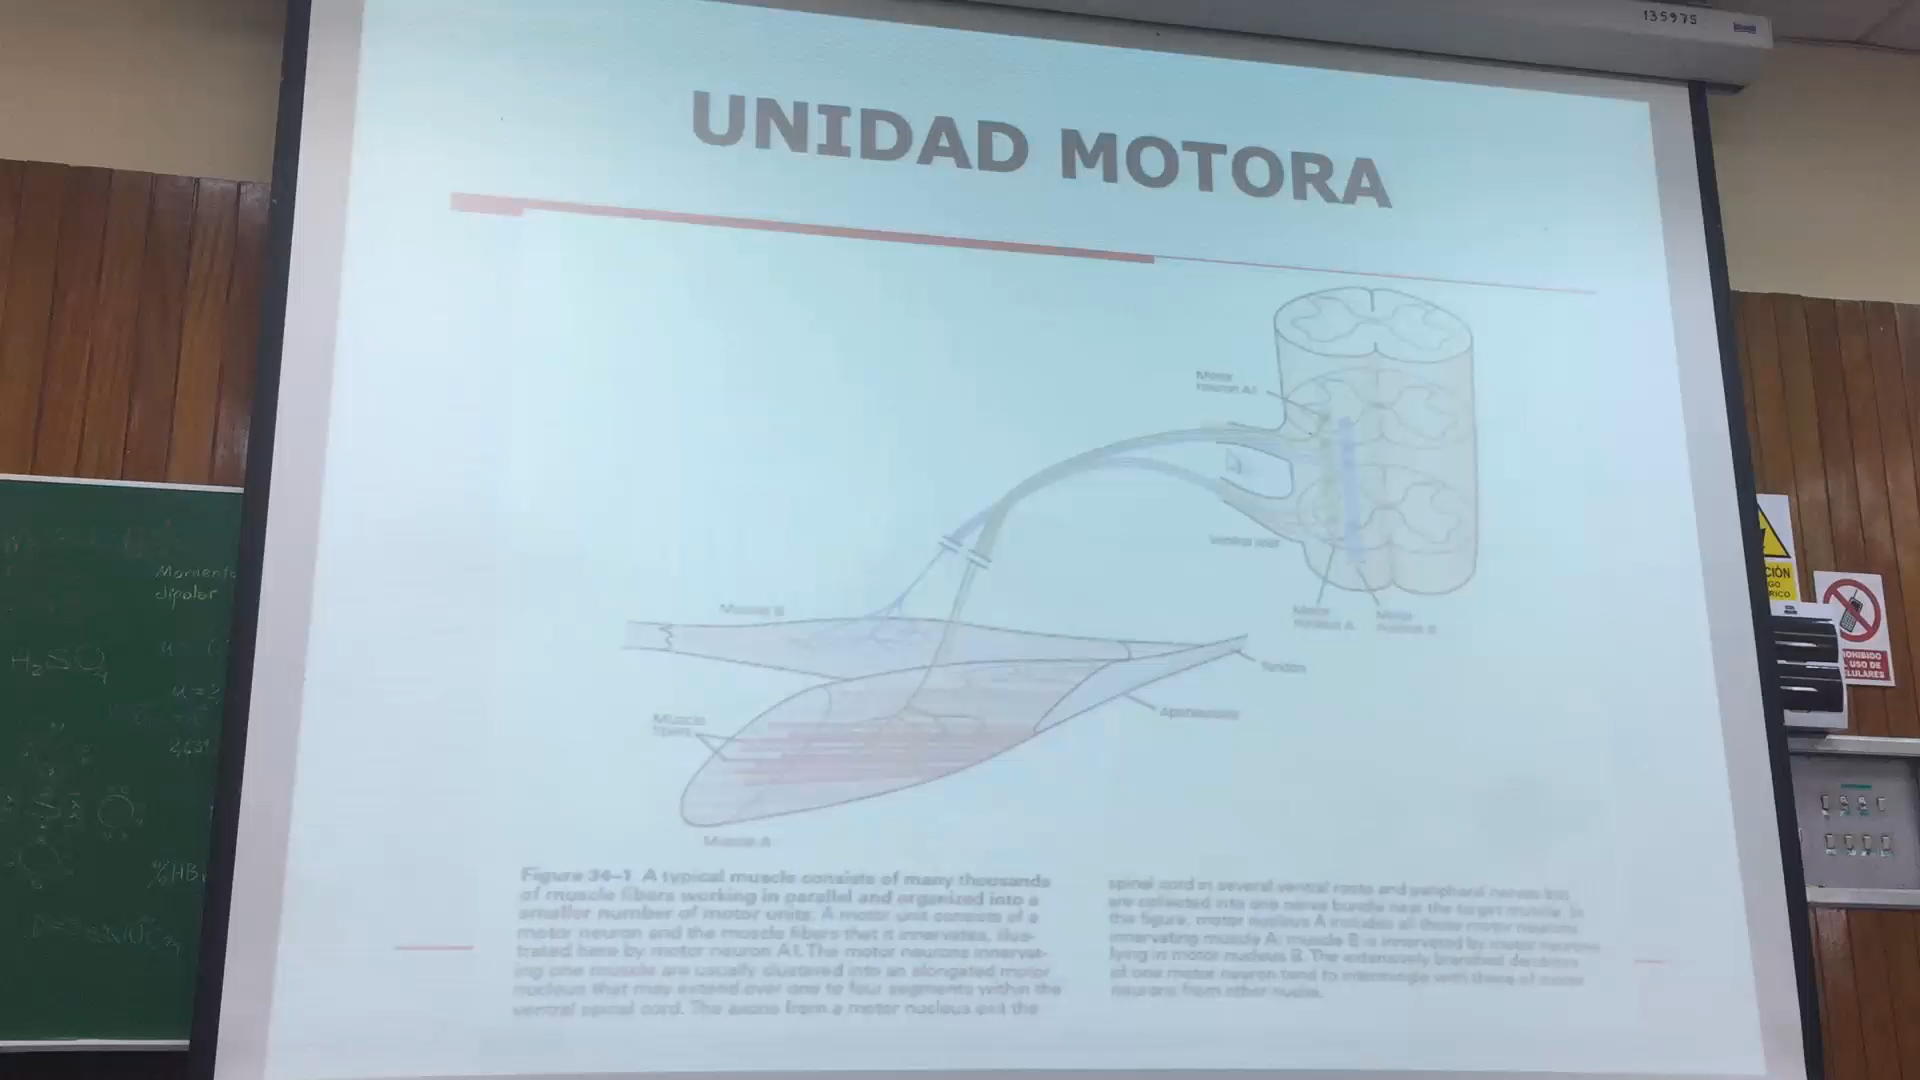 135975
UNIDAD MOTORA
Motor
neuron A1
Ventral root
Motor
nucleus A
Motor
nucleus B
Muscle B
Tendon
Aponeurosis
Muscle
fibers
Muscle A
Figure 34–1 A typical muscle consists of many thousands
of muscle fibers working in parallel and organized into a
smaller number of motor units. A motor unit consists of a
motor neuron and the muscle fibers that it innervates, illus-
trated here by motor neuron A1. The motor neurons innervat-
ing one muscle are usually clustered into an elongated motor
nucleus that may extend over one to four segments within the
ventral spinal cord. The axons from a motor nucleus exit the
spinal cord in several ventral roots and peripheral nerves but
are collected into one nerve bundle near the target muscle. In
the figure, motor nucleus A includes all those motor neurons
innervating muscle A; muscle B is innervated by motor neurons
lying in motor nucleus B. The extensively branched dendrites
of one motor neuron tend to intermingle with those of motor
neurons from other nuclei.
Momento
dipolar
H2SO4
CIÓN
RICO
OHIBIDO
L USO DE
LULARES